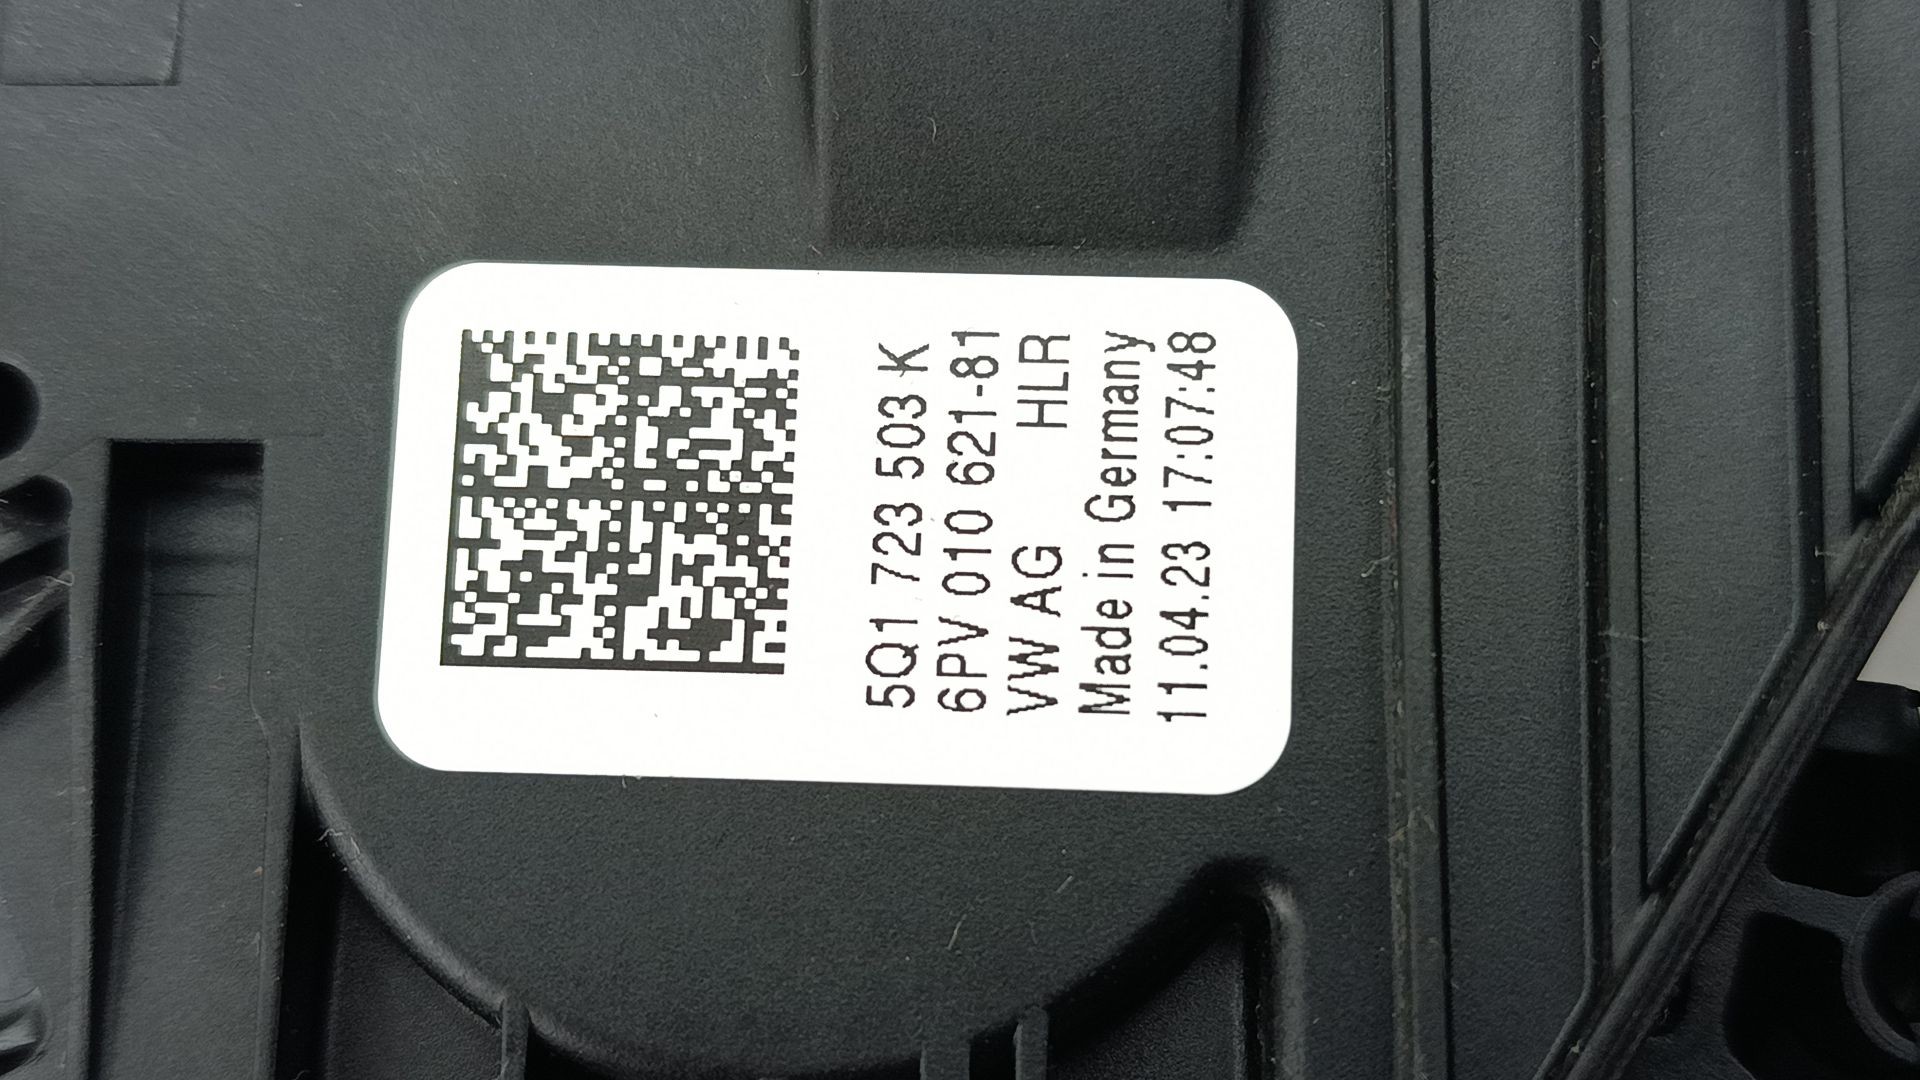 5Q1 723 503 K
6PV 010 621-81
VW AG HLR
Made in Germany
11.04.23 17:07:48